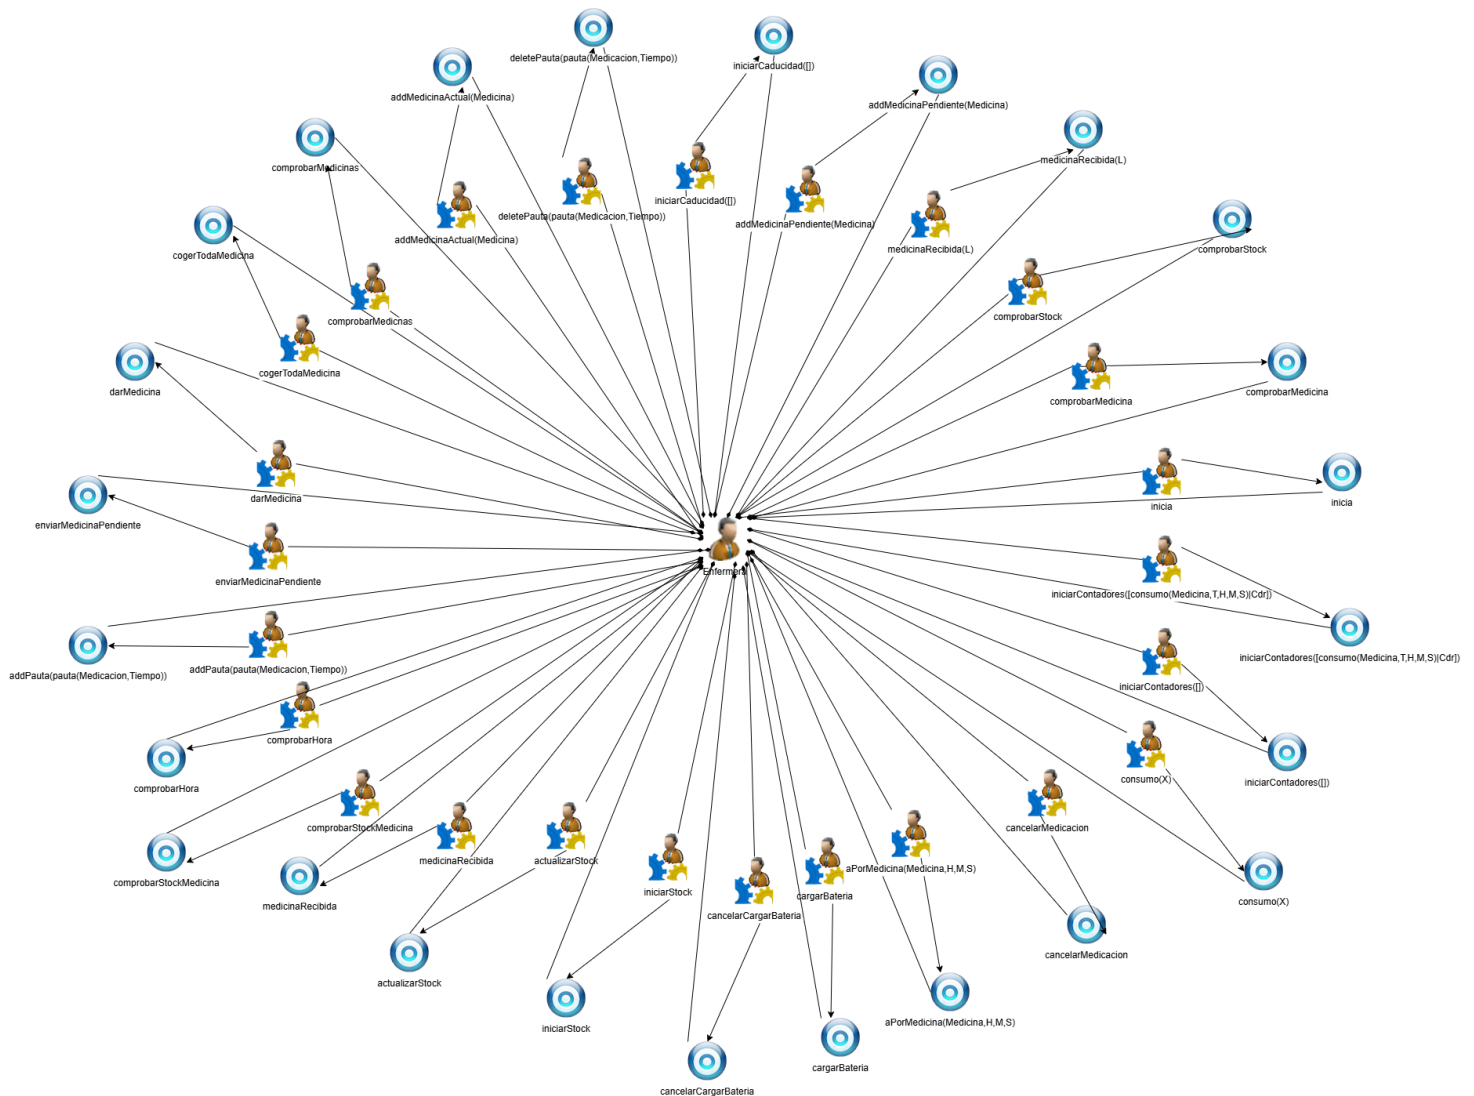 deletePauta(pauta(Medicacion,Tiempo))
iniciarCaducidad([])
addMedicinaActual(Medicina)
addMedicinaPendiente(Medicina)
comprobarMedicinas
medicinaRecibida(L)
iniciarCaducidad([])
deletePauta(pauta(Medicacion,Tiempo))
addMedicinaPendiente(Medicina)
addMedicinaActual(Medicina)
medicinaRecibida(L)
comprobarStock
cogerTodaMedicina
comprobarStock
comprobarMedicnas
cogerTodaMedicina
darMedicina
comprobarMedicina
comprobarMedicina
darMedicina
inicia
inicia
enviarMedicinaPendiente
Enfermera
enviarMedicinaPendiente
iniciarContadores([consumo(Medicina,T,H,M,S)|Cdr])
iniciarContadores([consumo(Medicina,T,H,M,S)|Cdr])
addPauta(pauta(Medicacion,Tiempo))
addPauta(pauta(Medicacion,Tiempo))
iniciarContadores([])
comprobarHora
consumo(X)
iniciarContadores([])
comprobarHora
comprobarStockMedicina
cancelarMedicacion
medicinaRecibida
actualizarStock
aPorMedicina(Medicina,H,M,S)
comprobarStockMedicina
iniciarStock
cargarBateria
consumo(X)
medicinaRecibida
cancelarCargarBateria
cancelarMedicacion
actualizarStock
aPorMedicina(Medicina,H,M,S)
iniciarStock
cargarBateria
cancelarCargarBateria